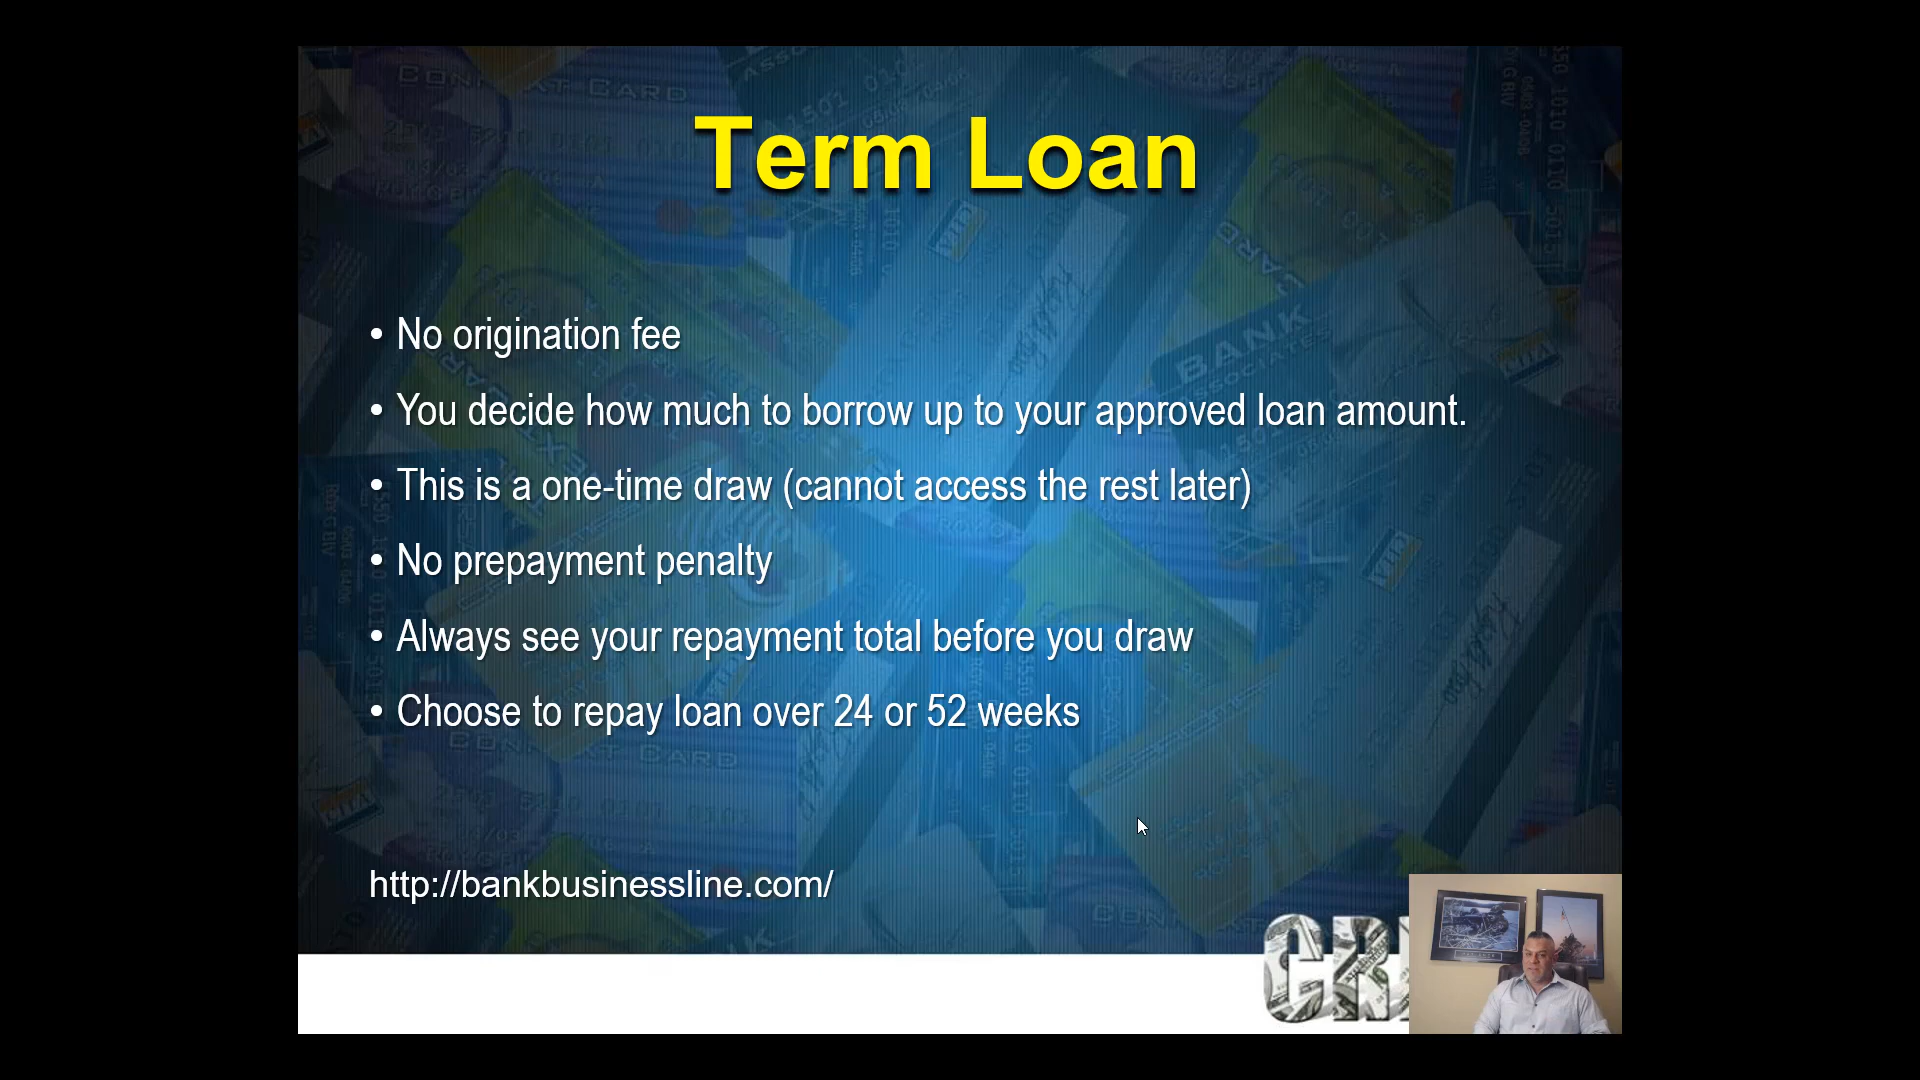 Term Loan
• No origination fee
• You decide how much to borrow up to your approved loan amount.
• This is a one-time draw (cannot access the rest later)
• No prepayment penalty
• Always see your repayment total before you draw
• Choose to repay loan over 24 or 52 weeks
http://bankbusinessline.com/